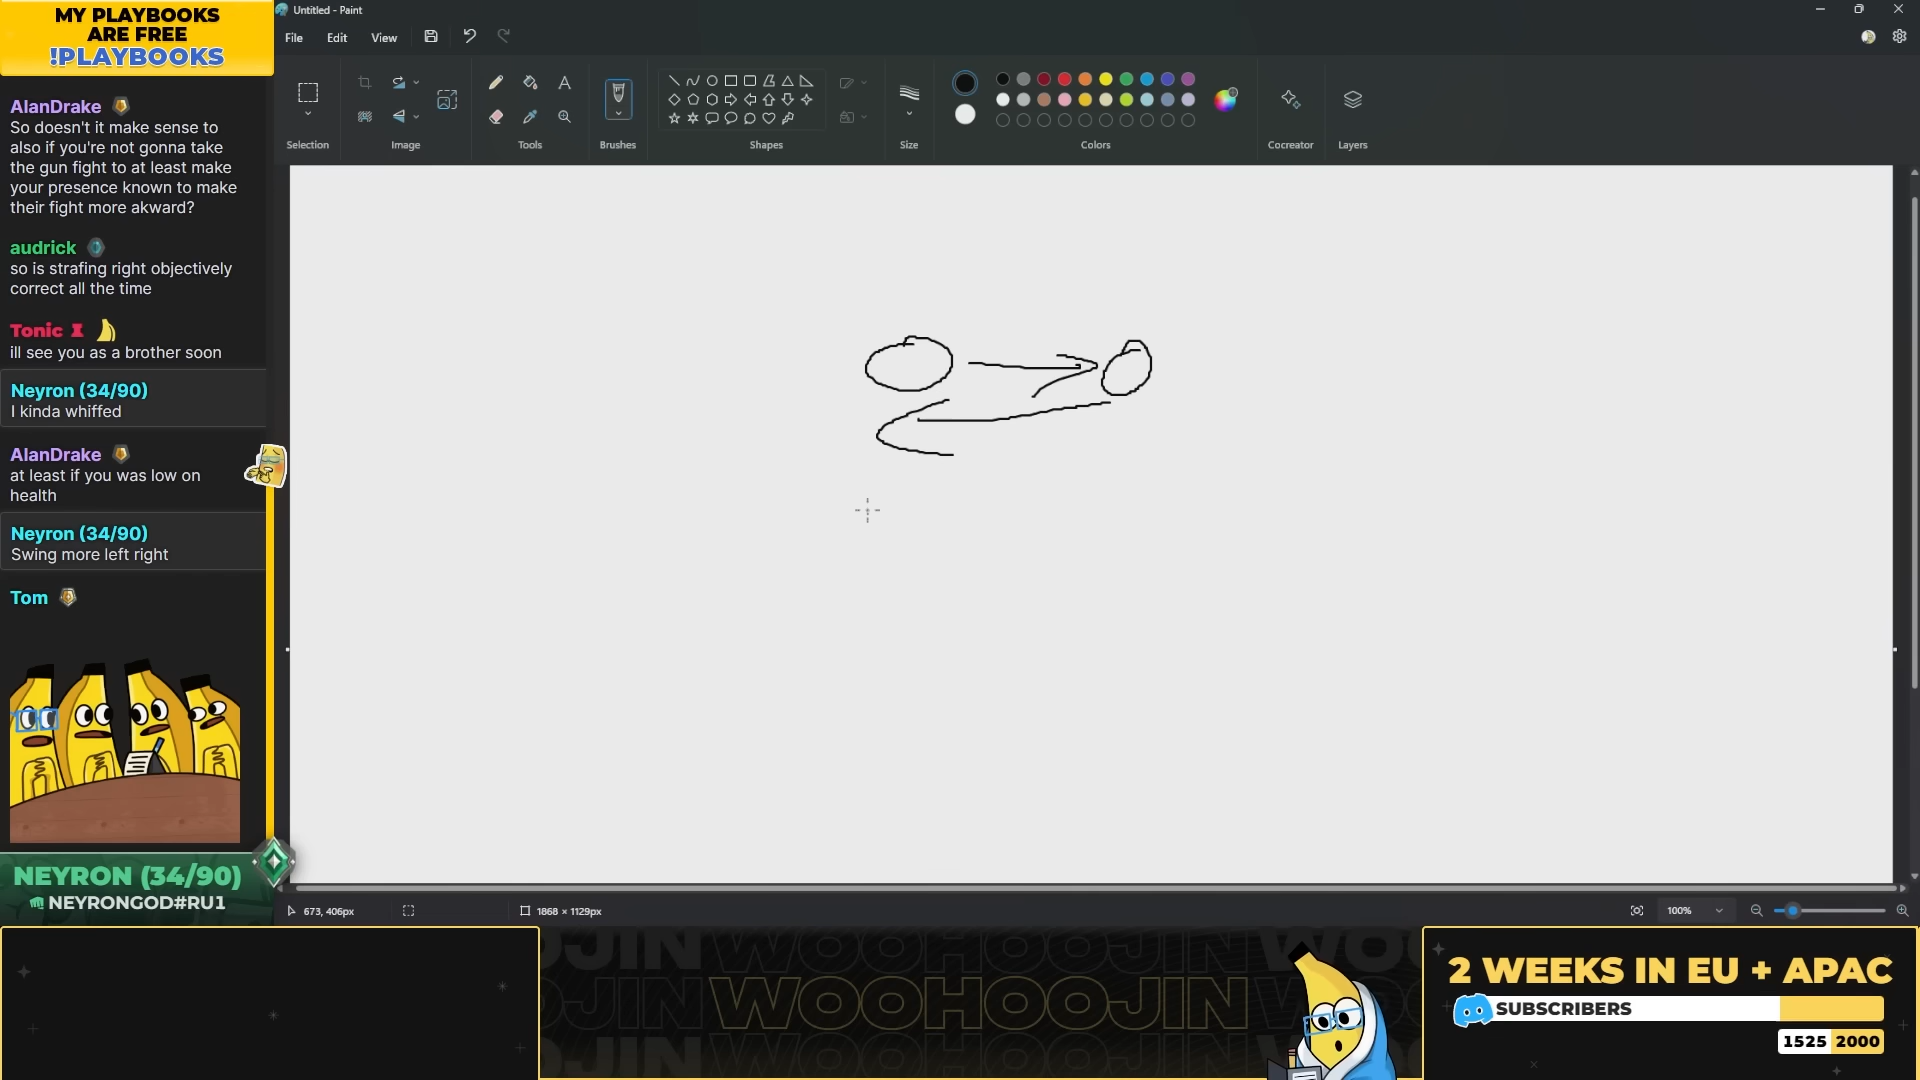 MY PLAYBOOKS
ARE FREE
!PLAYBOOKS
AlanDrake
So doesn't it make sense to
also if you're not gonna take
the gun fight to at least make
your presence known to make
their fight more akward?
audrick
so is strafing right objectively
correct all the time
Tonic
ill see you as a brother soon
Neyron (34/90)
I kinda whiffed
AlanDrake
at least if you was low on
health
Neyron (34/90)
Swing more left right
Tom
NEYRON (34/90)
NEYRONGOD#RU1
Untitled - Paint
File Edit View
A
Selection Image Tools Brushes Shapes Size Colors Cocreator Layers
673, 406px
1868 × 1129px
100%
OJIN WOOHOOJIN WOO
OJIN WOOHOOJIN WO
2 WEEKS IN EU + APAC
SUBSCRIBERS
1525 2000